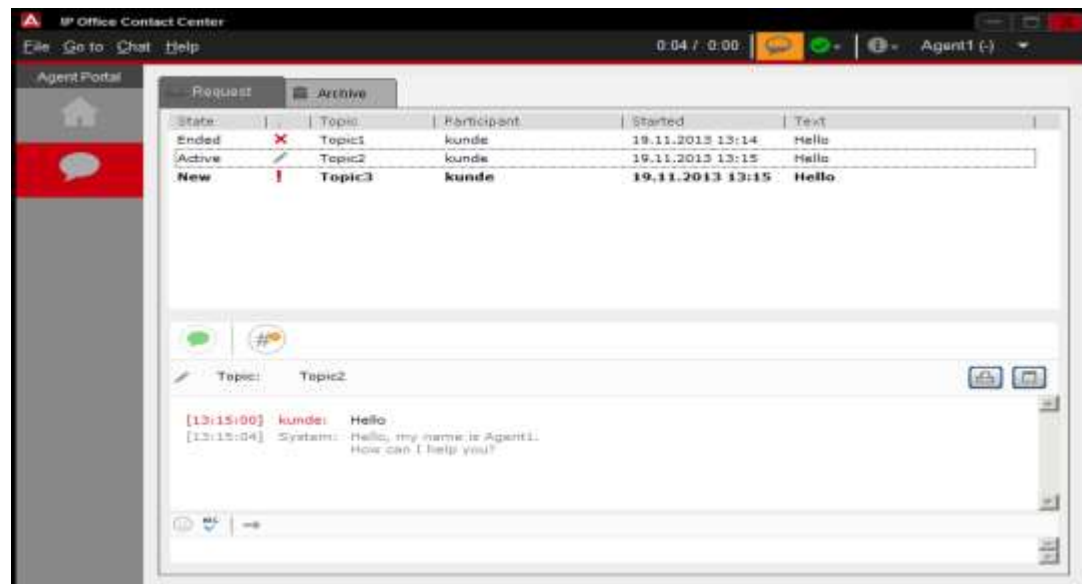 IP Office Contact Center
File Go to Chat Help 0:04 / 0:00 Agent1 (-)
Agent Portal
Request Archive
State Topic Participant Started Text
Ended Topic1 kunde 19.11.2013 13:14 Hello
Active Topic2 kunde 19.11.2013 13:15 Hello
New Topic3 kunde 19.11.2013 13:15 Hello
Topic: Topic2
[13:15:00] kunde: Hello
[13:15:04] System: Hello, my name is Agent1.
How can I help you?